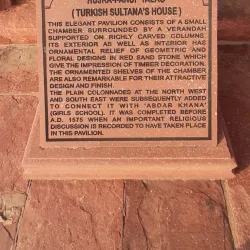 (TURKISH SULTANA'S HOUSE)
THIS ELEGANT PAVILION CONSISTS OF A SMALL
CHAMBER SURROUNDED BY A VERANDAH
SUPPORTED ON RICHLY CARVED COLUMNS.
ITS EXTERIOR AS WELL AS INTERIOR HAS
ORNAMENTAL RELIEF OF GEOMETRIC AND
FLORAL DESIGNS IN RED SAND STONE WHICH
GIVE THE IMPRESSION OF TIMBER DECORATION.
THE ORNAMENTED SHELVES OF THE CHAMBER
ARE ALSO REMARKABLE FOR THEIR ATTRACTIVE
DESIGN AND FINISH.
THE PLAIN COLONNADES AT THE NORTH WEST
AND SOUTH EAST WERE SUBSEQUENTLY ADDED
TO CONNECT IT WITH 'ABDAR KHANA'
(GIRLS SCHOOL). IT WAS COMPLETED BEFORE
A.D. 1575 WHEN AN IMPORTANT RELIGIOUS
DISCUSSION IS RECORDED TO HAVE TAKEN PLACE
IN THIS PAVILION.